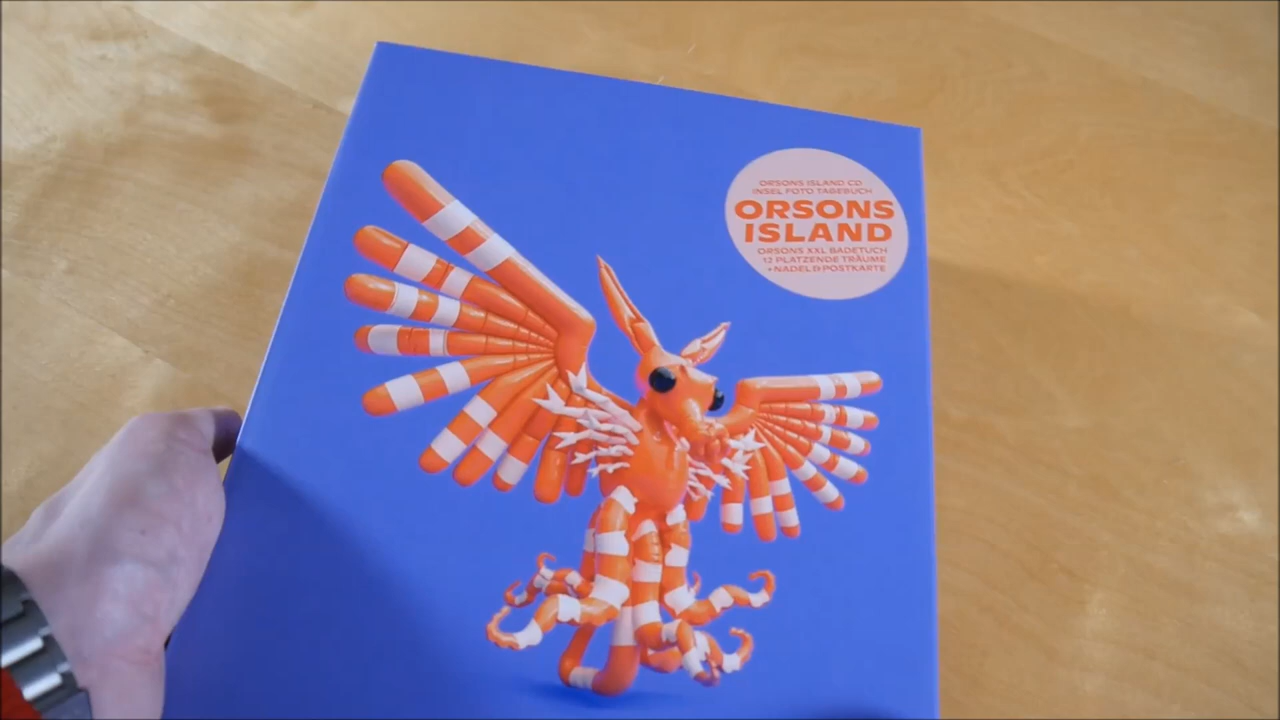 ORSONS ISLAND CD
INSEL FOTO TAGEBUCH
ORSONS
ISLAND
ORSONS XXL BADETUCH
12 PLATZENDE TRÄUME
+NADEL & POSTKARTE